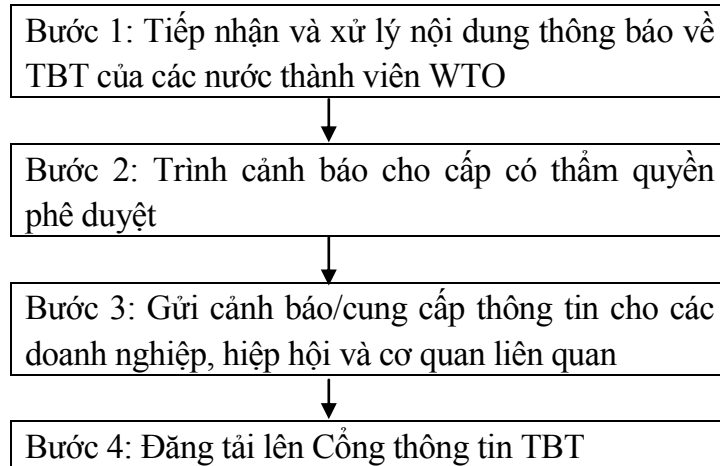 Bước 1: Tiếp nhận và xử lý nội dung thông báo về
TBT của các nước thành viên WTO
Bước 2: Trình cảnh báo cho cấp có thẩm quyền
phê duyệt
Bước 3: Gửi cảnh báo/cung cấp thông tin cho các
doanh nghiệp, hiệp hội và cơ quan liên quan
Bước 4: Đăng tải lên Cổng thông tin TBT